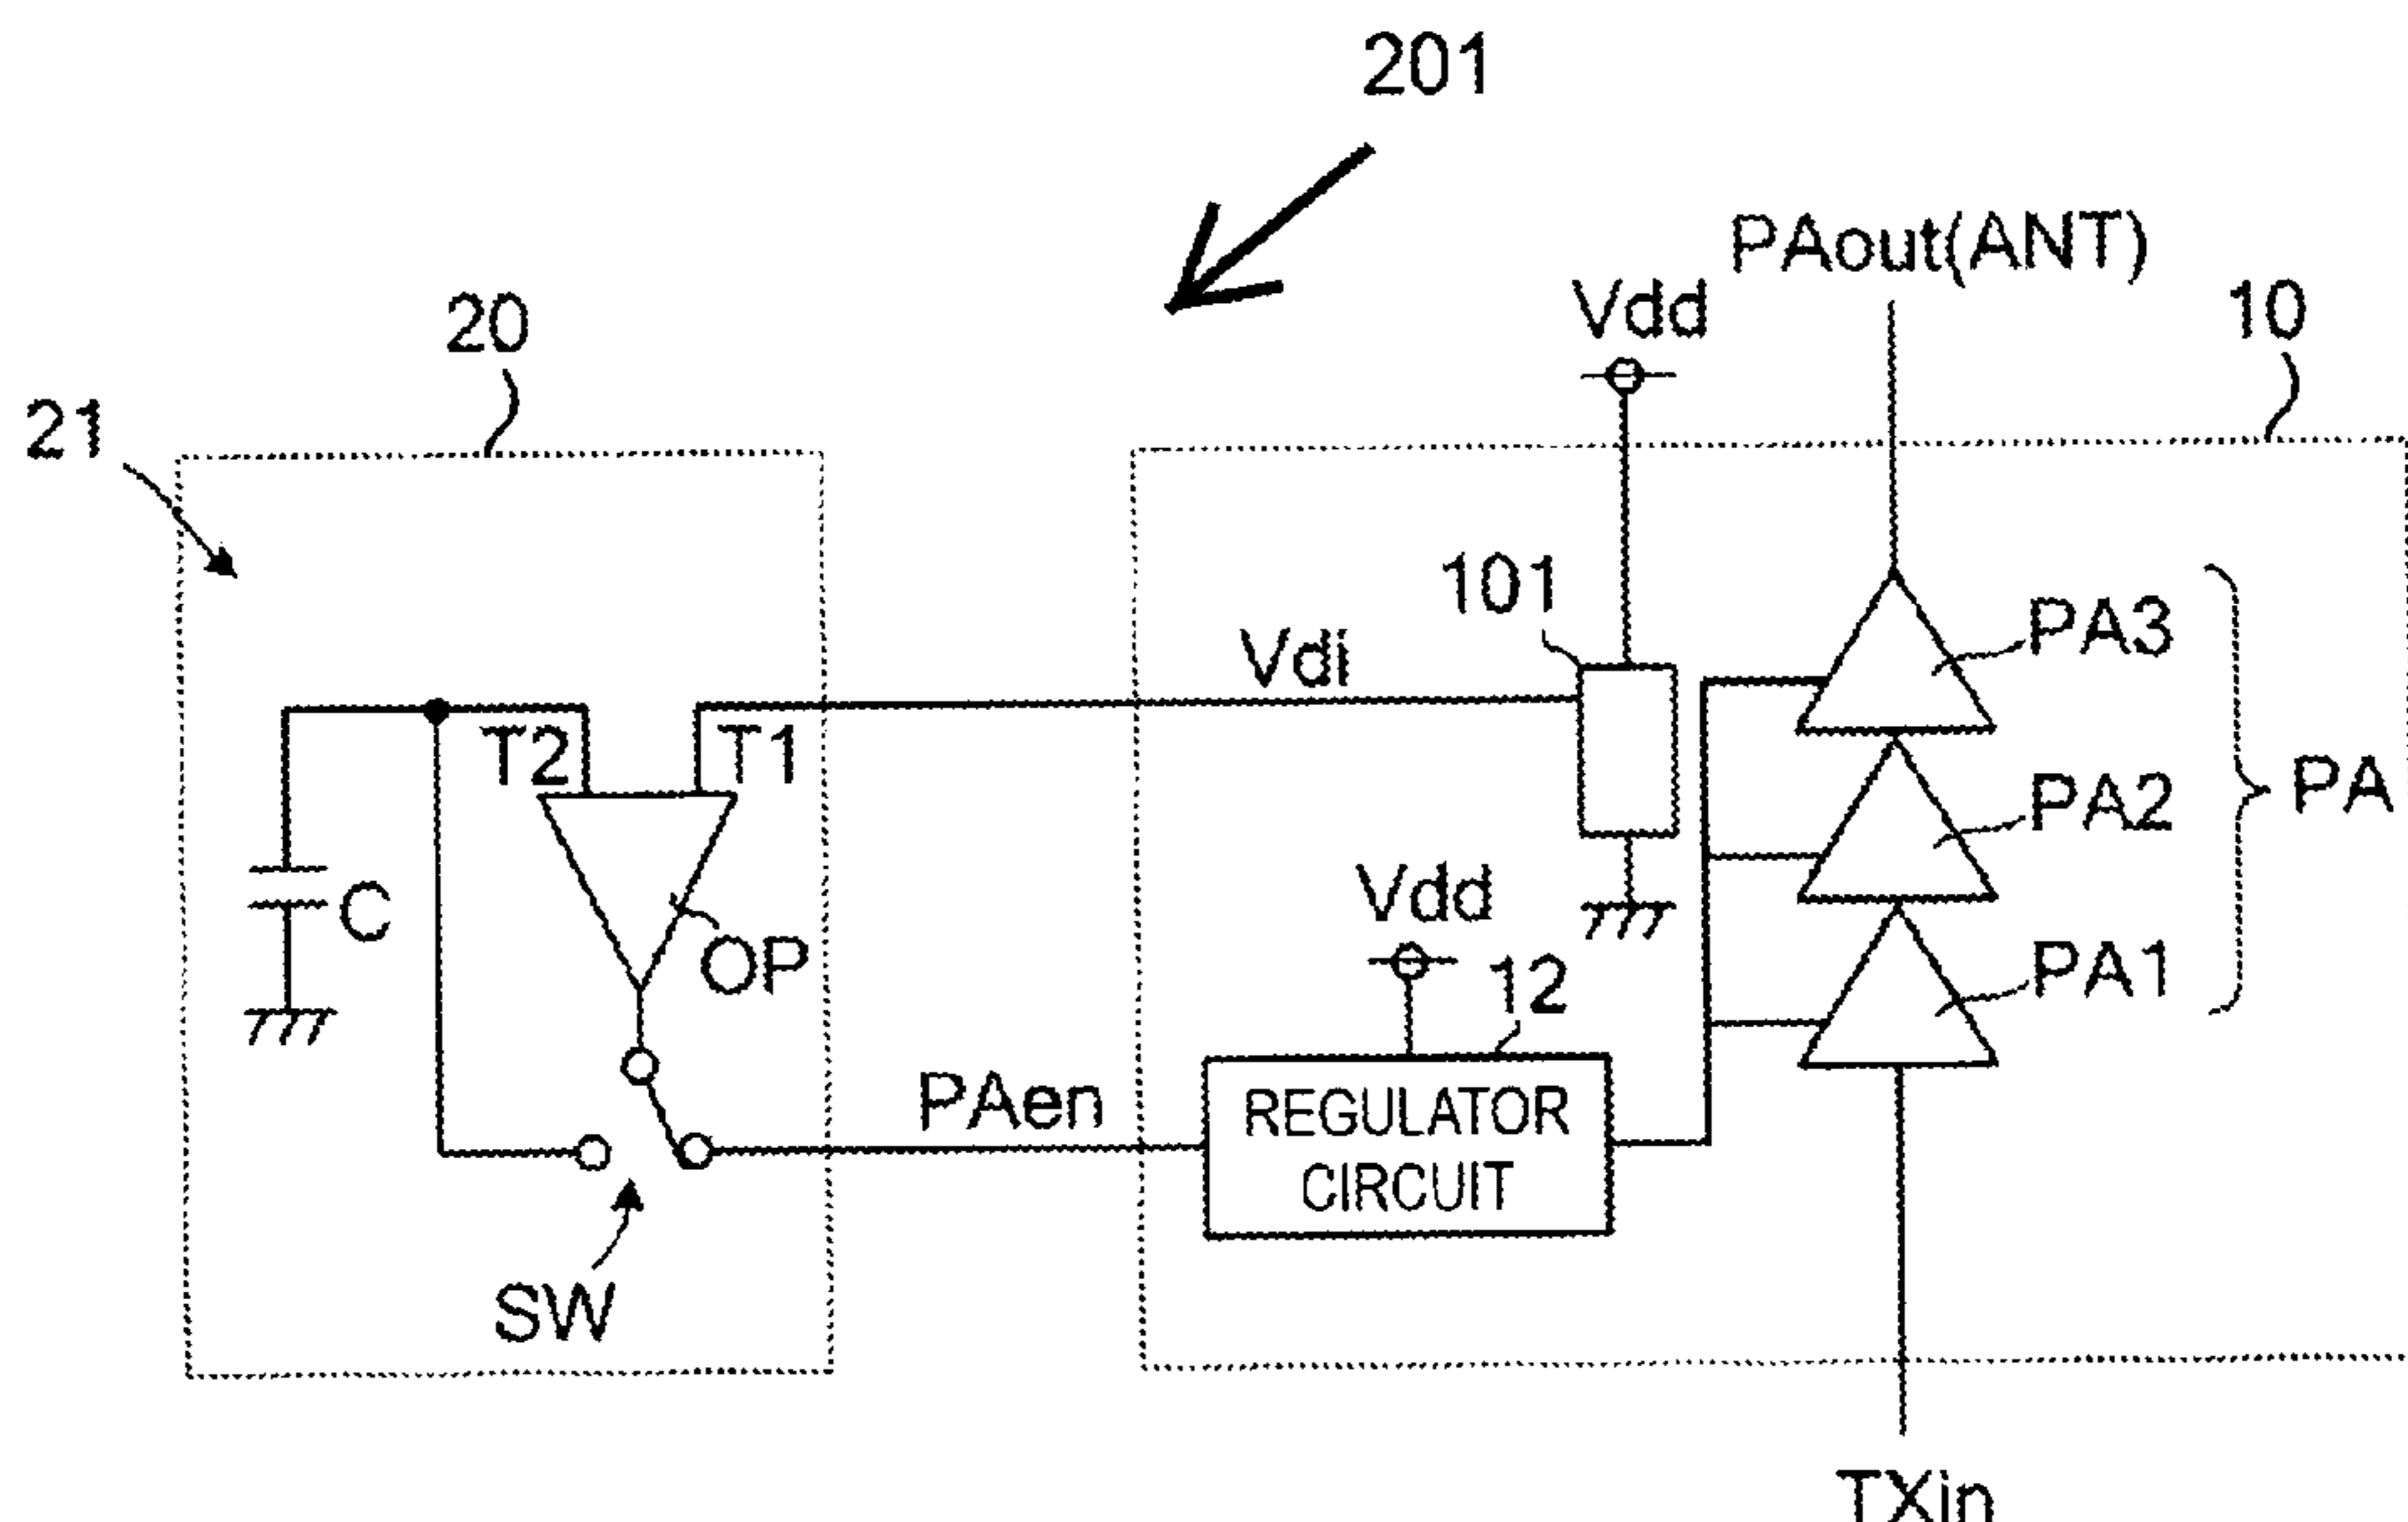 201
PAout(ANT)
Vdd
10
20
21
101
Vdi
PA3
T2
T1
PA2
PA
Vdd
C
OP
12
PA1
PAen
REGULATOR
CIRCUIT
SW
TXin